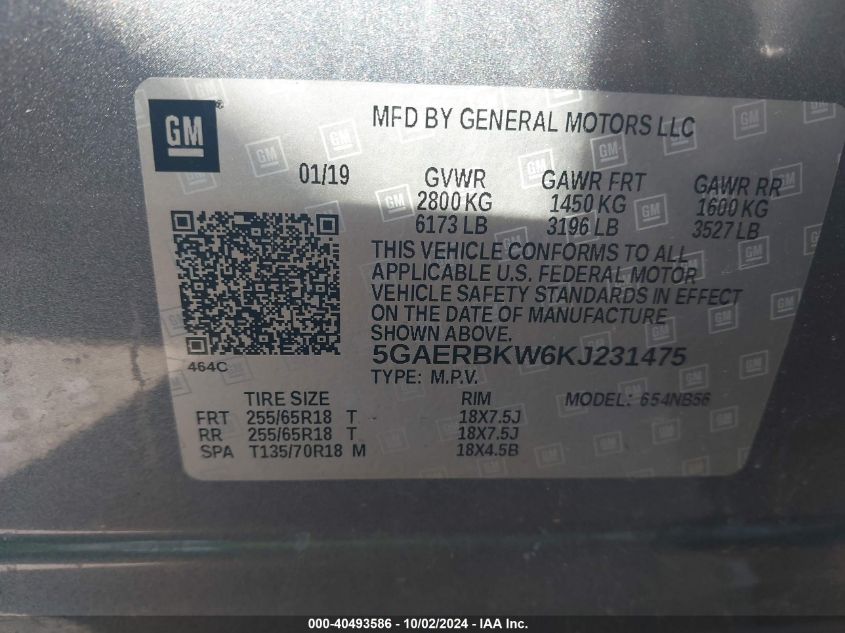 GM
MFD BY GENERAL MOTORS LLC
01/19 GVWR GAWR FRT GAWR RR
2800 KG 1450 KG 1600 KG
6173 LB 3196 LB 3527 LB
THIS VEHICLE CONFORMS TO ALL
APPLICABLE U.S. FEDERAL MOTOR
VEHICLE SAFETY STANDARDS IN EFFECT
ON THE DATE OF MANUFACTURE
SHOWN ABOVE.
464C
5GAERBKW6KJ231475
TYPE: M.P.V.
TIRE SIZE RIM MODEL: 654NB56
FRT 255/65R18 T 18X7.5J
RR 255/65R18 T 18X7.5J
SPA T135/70R18 M 18X4.5B
000-40493586 - 10/02/2024 - IAA Inc.